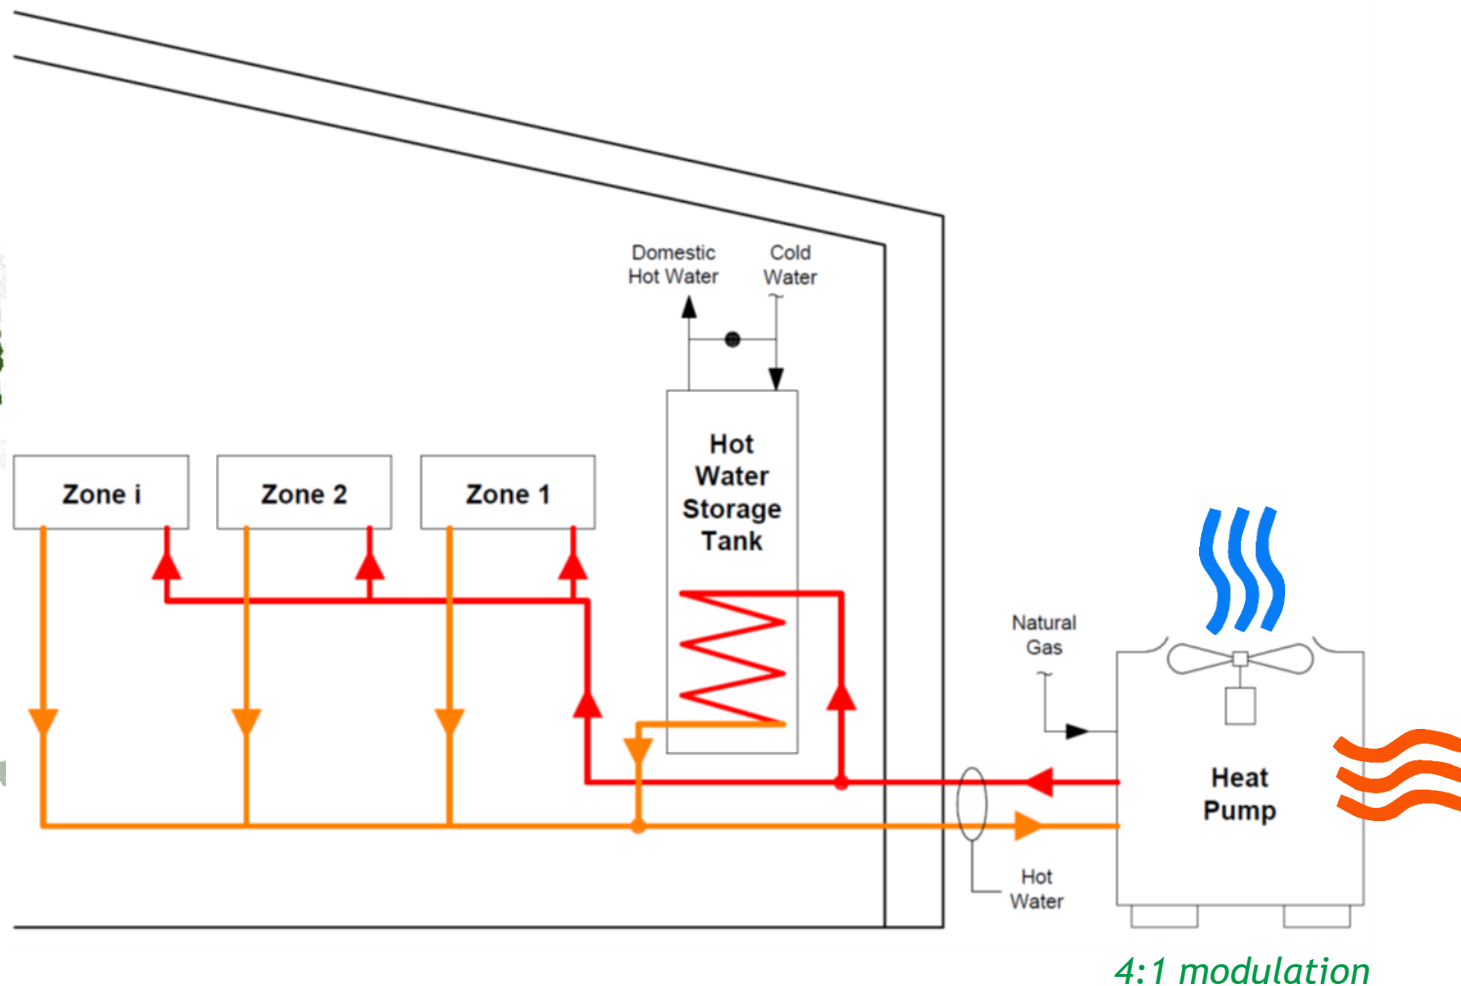 Domestic
Hot Water
Cold
Water
Hot
Water
Storage
Tank
Zone i
Zone 2
Zone 1
Natural
Gas
Heat
Pump
Hot
Water
4:1 modulation